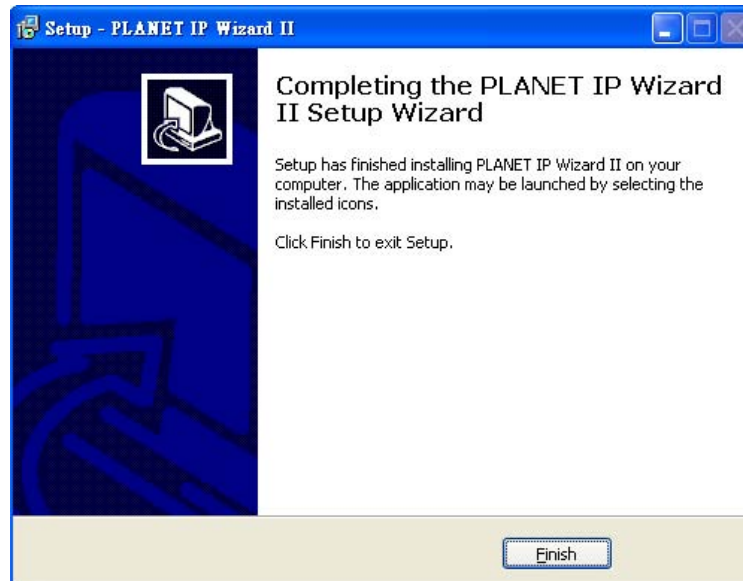 Setup - PLANET IP Wizard II
Completing the PLANET IP Wizard
II Setup Wizard
Setup has finished installing PLANET IP Wizard II on your
computer. The application may be launched by selecting the
installed icons.
Click Finish to exit Setup.
Finish